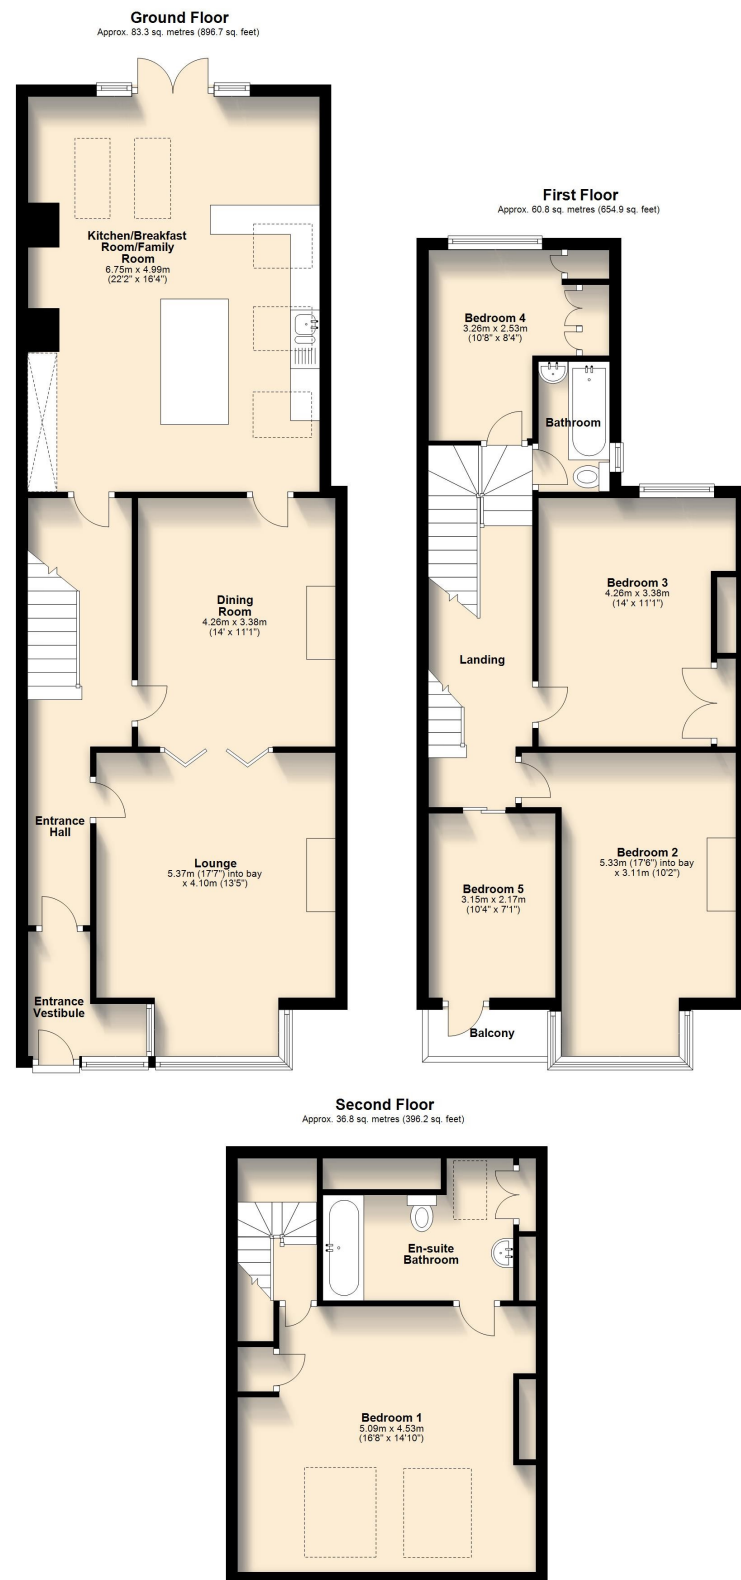 Ground Floor
Approx. 83.3 sq. metres (896.7 sq. feet)
Kitchen/Breakfast
Room/Family
Room
6.75m x 4.99m
(22'2" x 16'4")
Dining
Room
4.26m x 3.38m
(14' x 11'1")
Entrance
Hall
Lounge
5.37m (17'7") into bay
x 4.10m (13'5")
Entrance
Vestibule
First Floor
Approx. 60.8 sq. metres (654.9 sq. feet)
Bedroom 4
3.26m x 2.53m
(10'8" x 8'4")
Bathroom
Bedroom 3
4.26m x 3.38m
(14' x 11'1")
Landing
Bedroom 2
5.33m (17'6") into bay
x 3.11m (10'2")
Bedroom 5
3.15m x 2.17m
(10'4" x 7'1")
Balcony
Second Floor
Approx. 36.8 sq. metres (396.2 sq. feet)
En-suite
Bathroom
Bedroom 1
5.09m x 4.53m
(16'8" x 14'10")